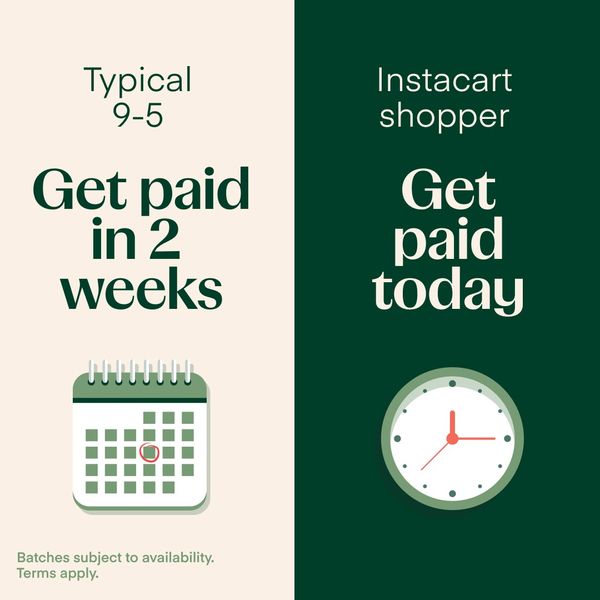 Typical
9-5
Get paid
in 2
weeks
Instacart
shopper
Get
paid
today
Batches subject to availability.
Terms apply.